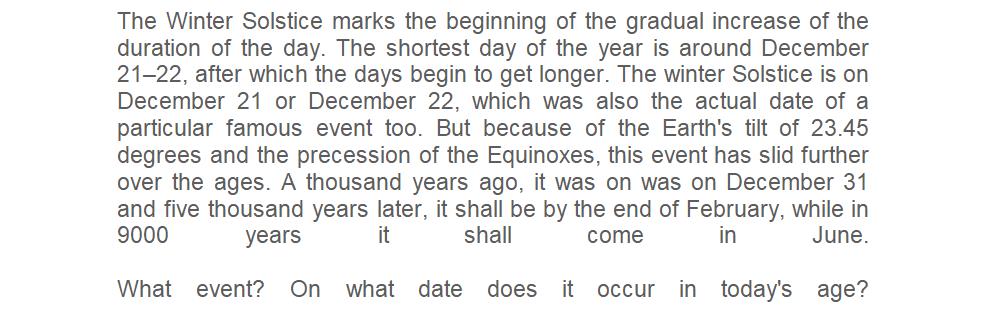 The Winter Solstice marks the beginning of the gradual increase of the
duration of the day. The shortest day of the year is around December
21–22, after which the days begin to get longer. The winter Solstice is on
December 21 or December 22, which was also the actual date of a
particular famous event too. But because of the Earth's tilt of 23.45
degrees and the precession of the Equinoxes, this event has slid further
over the ages. A thousand years ago, it was on was on December 31
and five thousand years later, it shall be by the end of February, while in
9000 years it shall come in June.
What event? On what date does it occur in today's age?